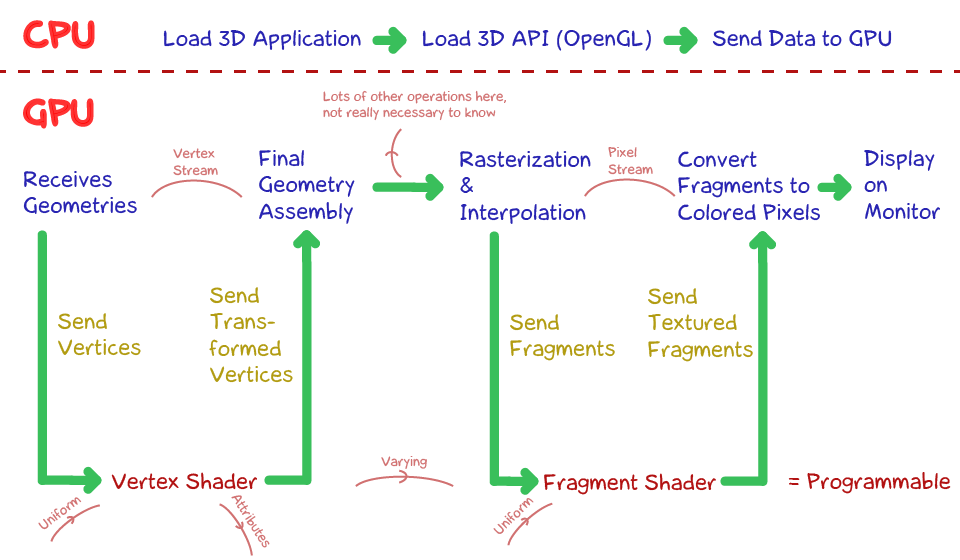 CPU
Load 3D Application
Load 3D API (OpenGL)
Send Data to GPU
GPU
Lots of other operations here,
not really necessary to know
Receives
Geometries
Vertex
Stream
Final
Geometry
Assembly
Rasterization
&
Interpolation
Pixel
Stream
Convert
Fragments to
Colored Pixels
Display
on
Monitor
Send
Vertices
Send
Trans-
formed
Vertices
Send
Fragments
Send
Textured
Fragments
Vertex Shader
Varying
Fragment Shader
= Programmable
Uniform
Attributes
Uniform